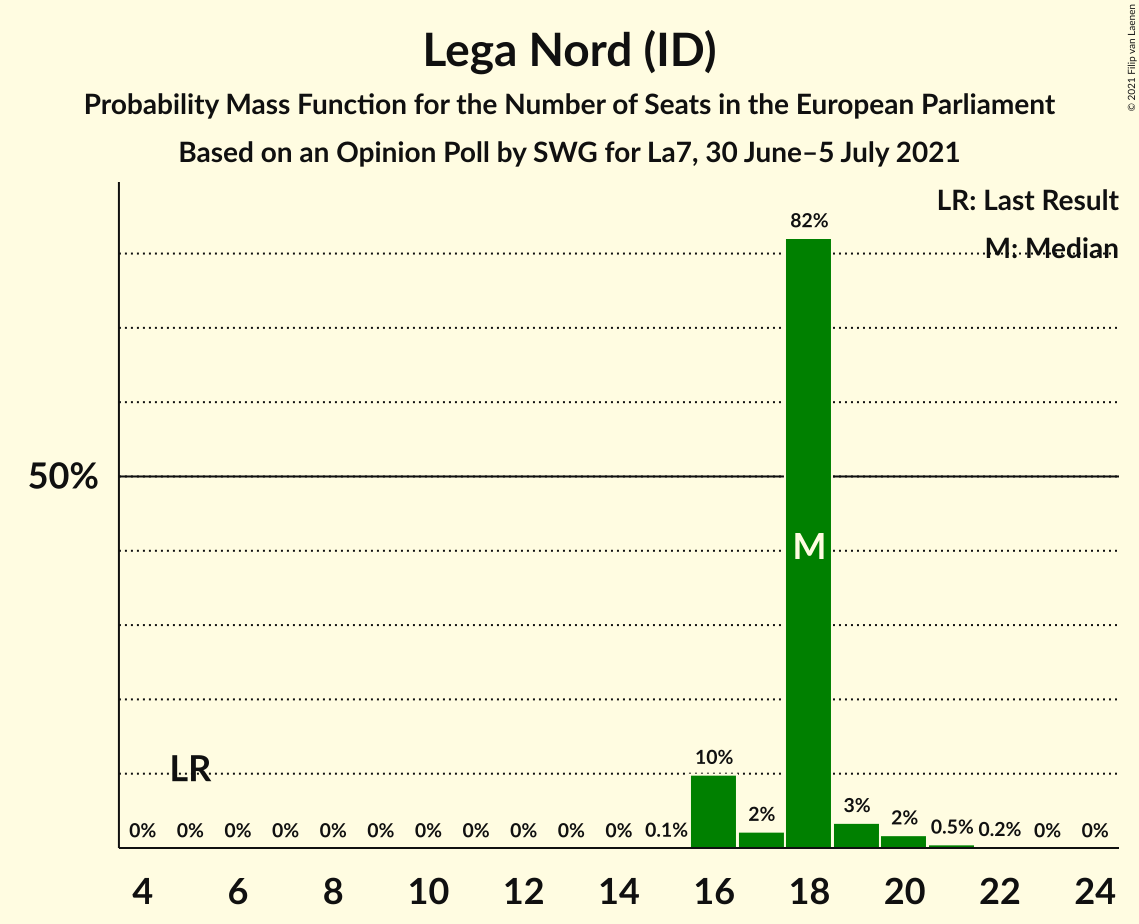 Lega Nord (ID)
Probability Mass Function for the Number of Seats in the European Parliament
Based on an Opinion Poll by SWG for La7, 30 June–5 July 2021
© 2021 Filip van Laenen
LR: Last Result
M: Median
82%
50%
M
LR
10%
0% 0% 0% 0% 0% 0% 0% 0% 0% 0% 0% 0.1% 2% 3% 2% 0.5% 0.2% 0% 0%
4 6 8 10 12 14 16 18 20 22 24